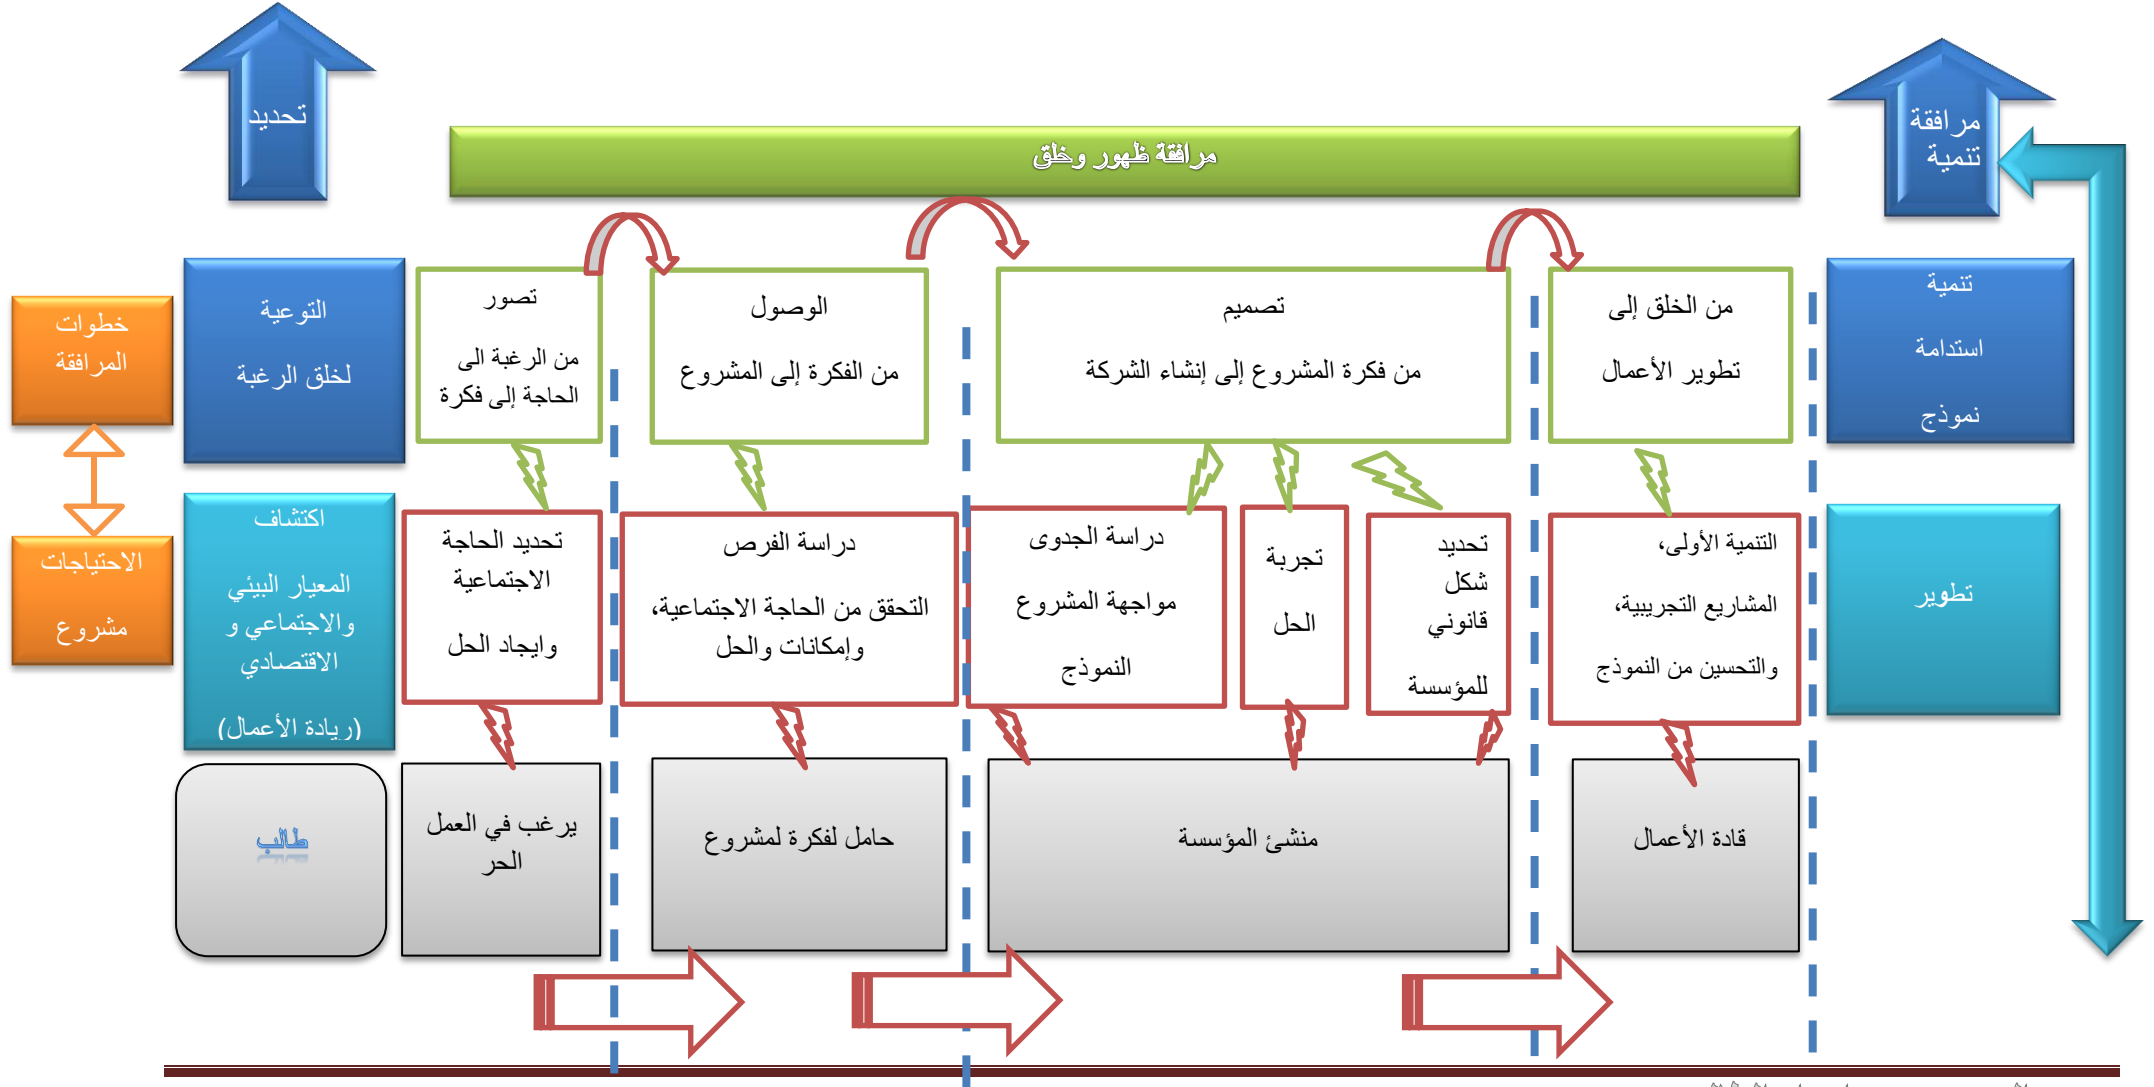 تحديد
مرافقة
تنمية
مرافقة ظهور وخلق
خطوات
المرافقة
التوعية
لخلق الرغبة
تصور
من الرغبة الى
الحاجة إلى فكرة
الوصول
من الفكرة إلى المشروع
تصميم
من فكرة المشروع إلى إنشاء الشركة
من الخلق إلى
تطوير الأعمال
تنمية
استدامة
نموذج
الاحتياجات
مشروع
اكتشاف
المعيار البيئي
والاجتماعي و
الاقتصادي
(ريادة الأعمال)
تحديد الحاجة
الاجتماعية
وايجاد الحل
دراسة الفرص
التحقق من الحاجة الاجتماعية،
وإمكانات والحل
دراسة الجدوى
مواجهة المشروع
النموذج
تجربة
الحل
تحديد
شكل
قانوني
للمؤسسة
التنمية الأولى،
المشاريع التجريبية،
والتحسين من النموذج
تطوير
طالب
يرغب في العمل
الحر
حامل لفكرة لمشروع
منشئ المؤسسة
قادة الأعمال